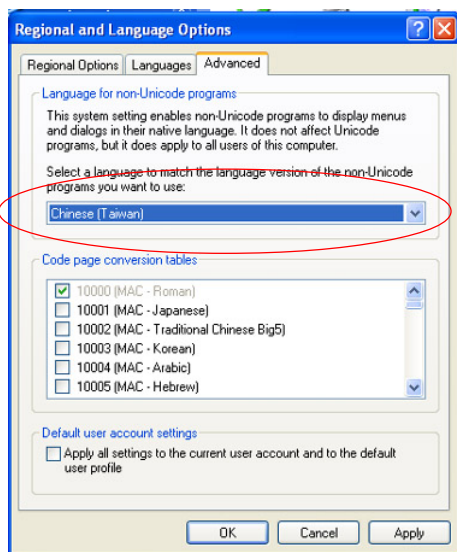 Regional and Language Options
Regional Options Languages Advanced
Language for non-Unicode programs
This system setting enables non-Unicode programs to display menus
and dialogs in their native language. It does not affect Unicode
programs, but it does apply to all users of this computer.
Select a language to match the language version of the non-Unicode
programs you want to use:
Chinese (Taiwan)
Code page conversion tables
10000 (MAC - Roman)
10001 (MAC - Japanese)
10002 (MAC - Traditional Chinese Big5)
10003 (MAC - Korean)
10004 (MAC - Arabic)
10005 (MAC - Hebrew)
Default user account settings
Apply all settings to the current user account and to the default
user profile
OK Cancel Apply